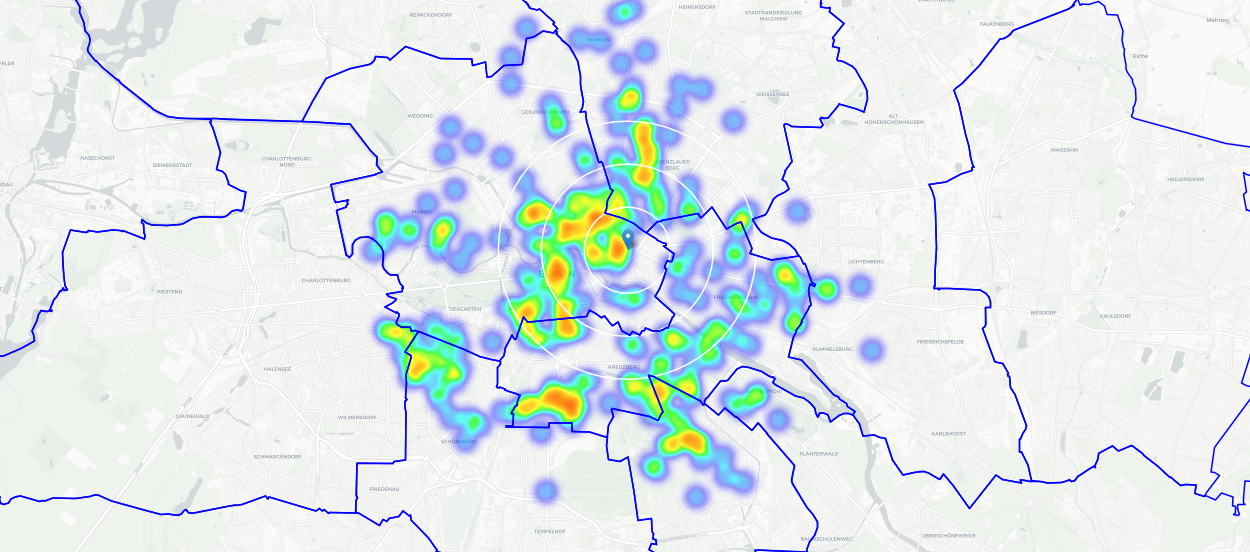 HEINERSDORF
REINICKENDORF
STADTRANDSIEDLUNG
MALCHOW
FALKENBERG
Mehrow
PANKOW
Eiche
WEISSENSEE
GESUNDBRUNNEN
WEDDING
ALT-
HOHENSCHÖNHAUSEN
MARZAHN
HASELHORST
SIEMENSSTADT
CHARLOTTENBURG-
NORD
PRENZLAUER
BERG
HELLERSDORF
MOABIT
LICHTENBERG
BERLIN
CHARLOTTENBURG
WESTEND
FRIEDRICHSHAIN
TIERGARTEN
BIESDORF
KAULSDORF
FRIEDRICHSFELDE
RUMMELSBURG
HALENSEE
KREUZBERG
GRUNEWALD
WILMERSDORF
KARLSHORST
SCHÖNEBERG
PLÄNTERWALD
SCHMARGENDORF
FRIEDENAU
TEMPELHOF
BAUMSCHULENWEG
OBERSCHÖNEWEIDE